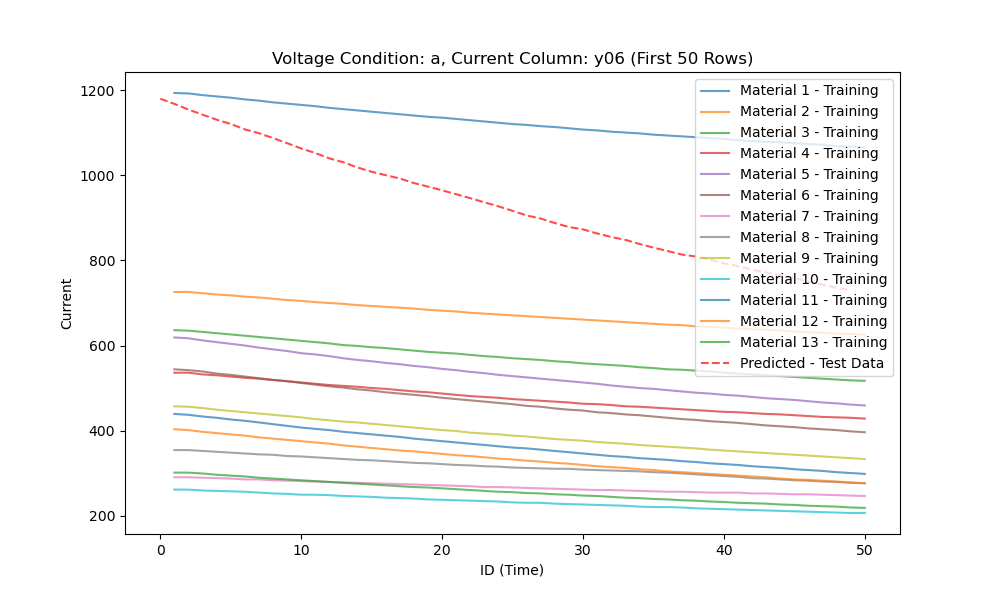 Voltage Condition: a, Current Column: y06 (First 50 Rows)
1200
1000
800
600
400
200
Current
0
10
20
30
40
50
ID (Time)
Material 1 - Training
Material 2 - Training
Material 3 - Training
Material 4 - Training
Material 5 - Training
Material 6 - Training
Material 7 - Training
Material 8 - Training
Material 9 - Training
Material 10 - Training
Material 11 - Training
Material 12 - Training
Material 13 - Training
Predicted - Test Data